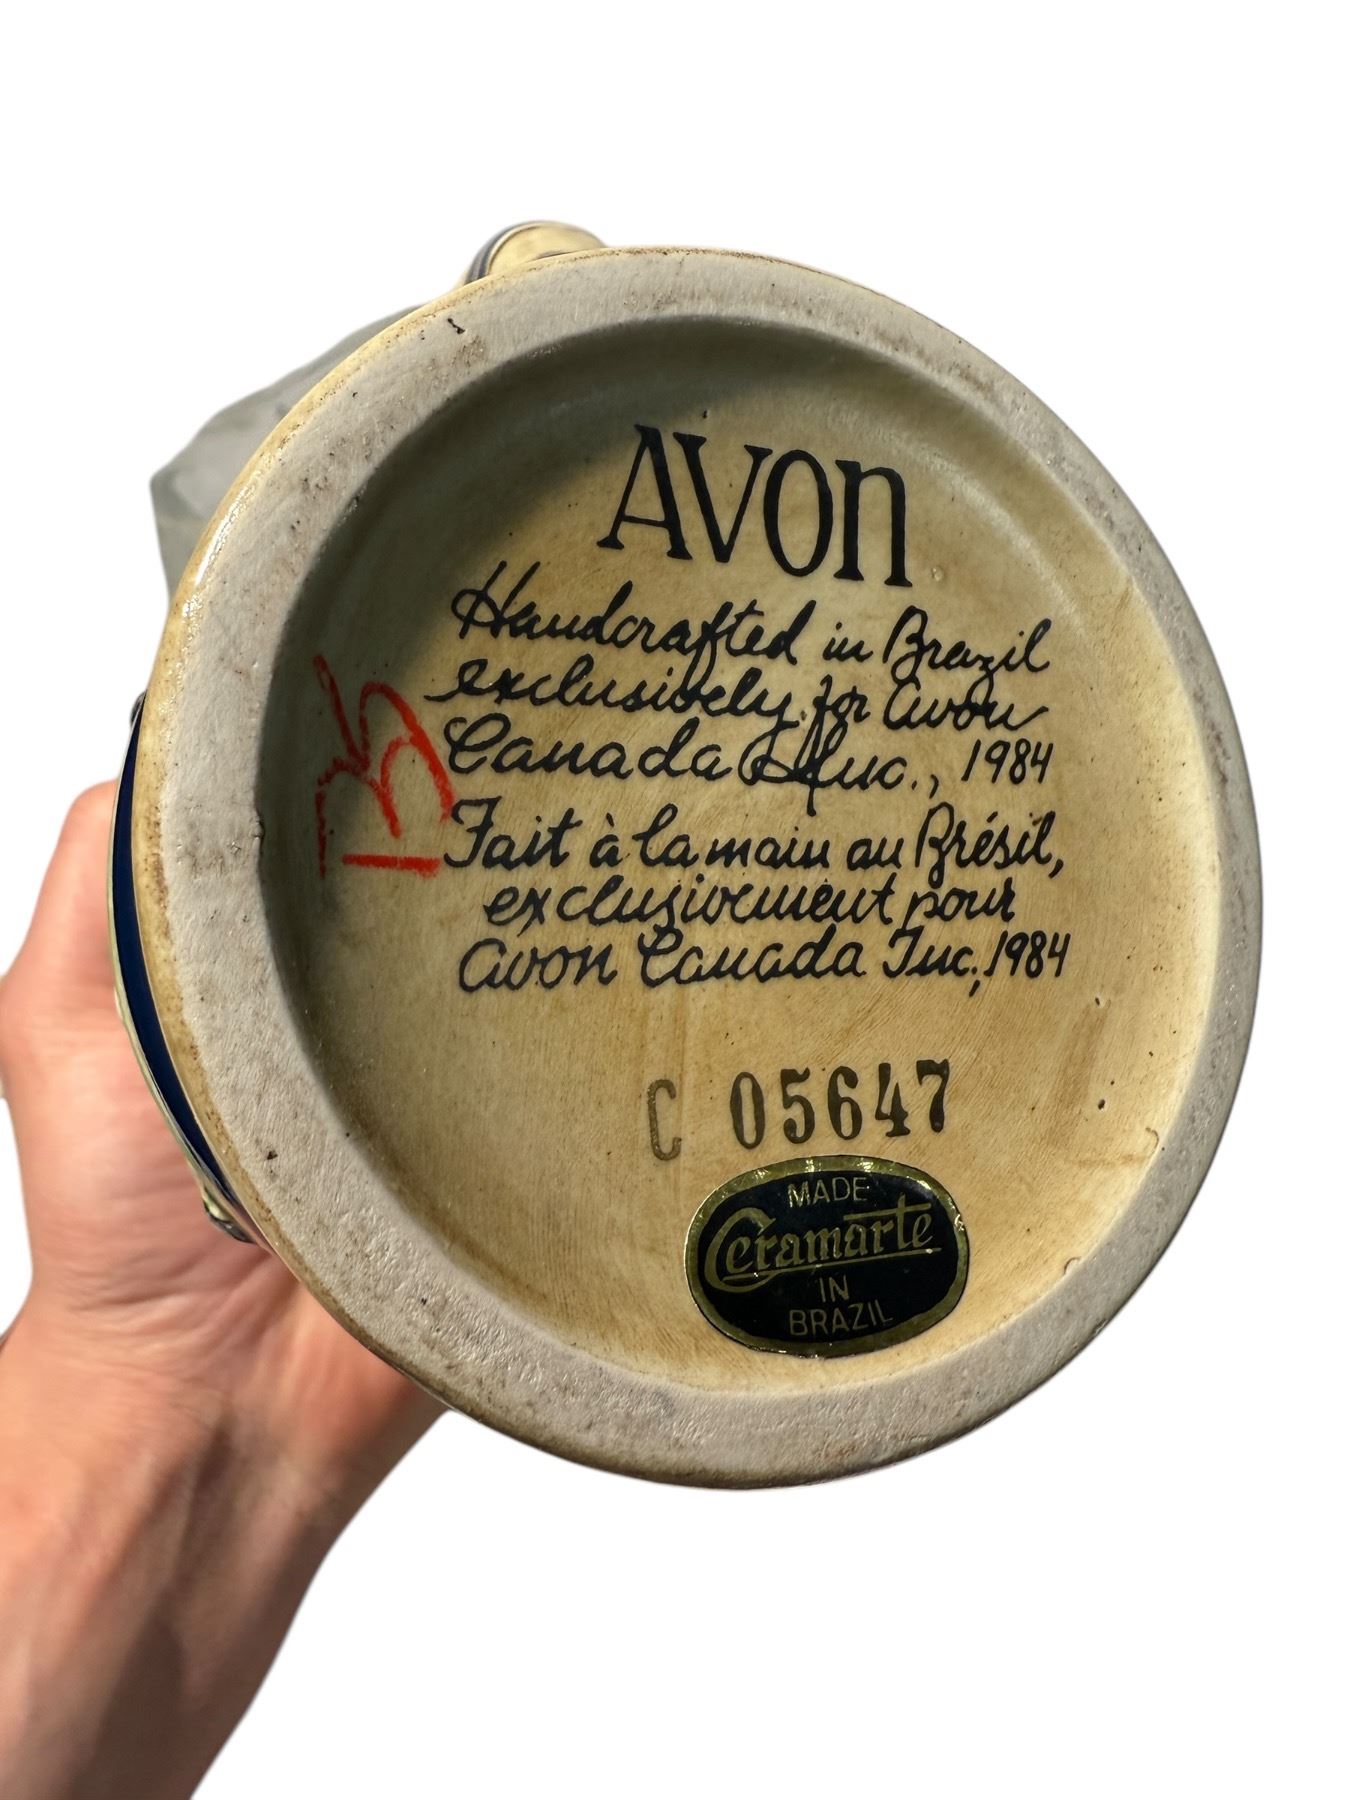 AVON
Handcrafted in Brazil
exclusively for Avon
Canada Inc., 1984
Fait à la main au Brésil,
exclusivement pour
Avon Canada Inc., 1984
C 05647
MADE
Ceramarte
IN
BRAZIL